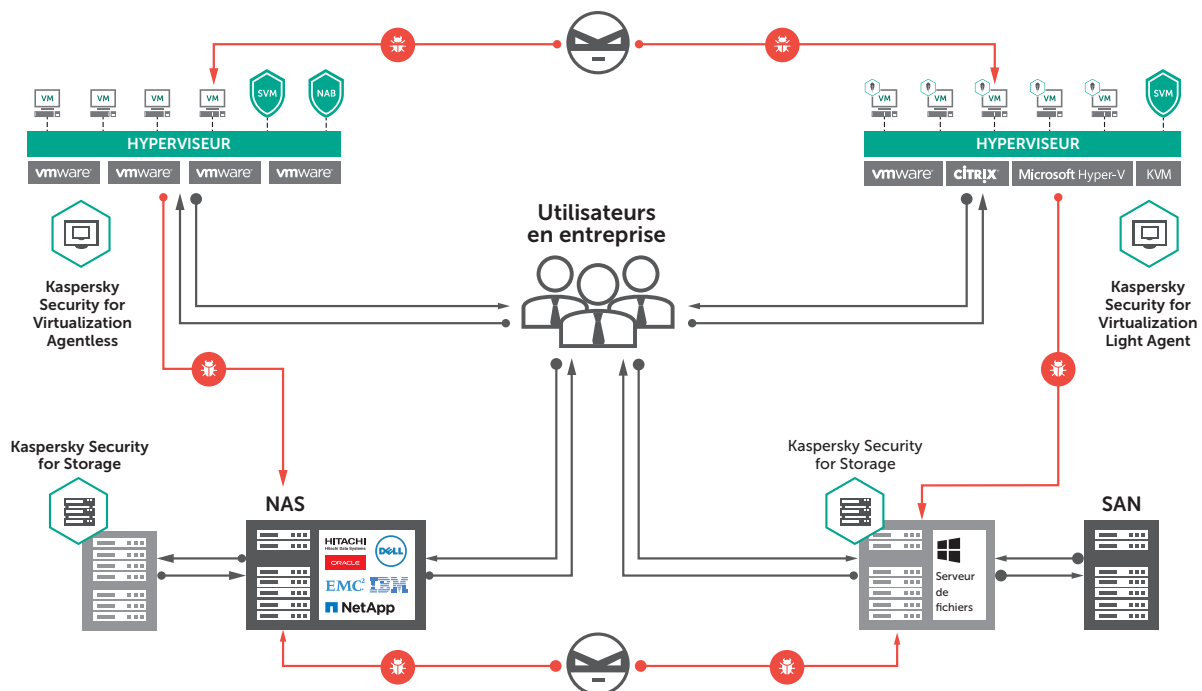 VM
VM
VM
VM
SVM
NAB
HYPERVISEUR
vmware
vmware
vmware
vmware
VM
VM
VM
VM
VM
SVM
HYPERVISEUR
vmware
CITRIX
Microsoft Hyper-V
KVM
Kaspersky
Security for
Virtualization
Agentless
Utilisateurs
en entreprise
Kaspersky
Security for
Virtualization
Light Agent
Kaspersky Security
for Storage
NAS
HITACHI
Hitachi Data Systems
DELL
ORACLE
EMC²
IBM
NetApp
Kaspersky Security
for Storage
Serveur
de
fichiers
SAN